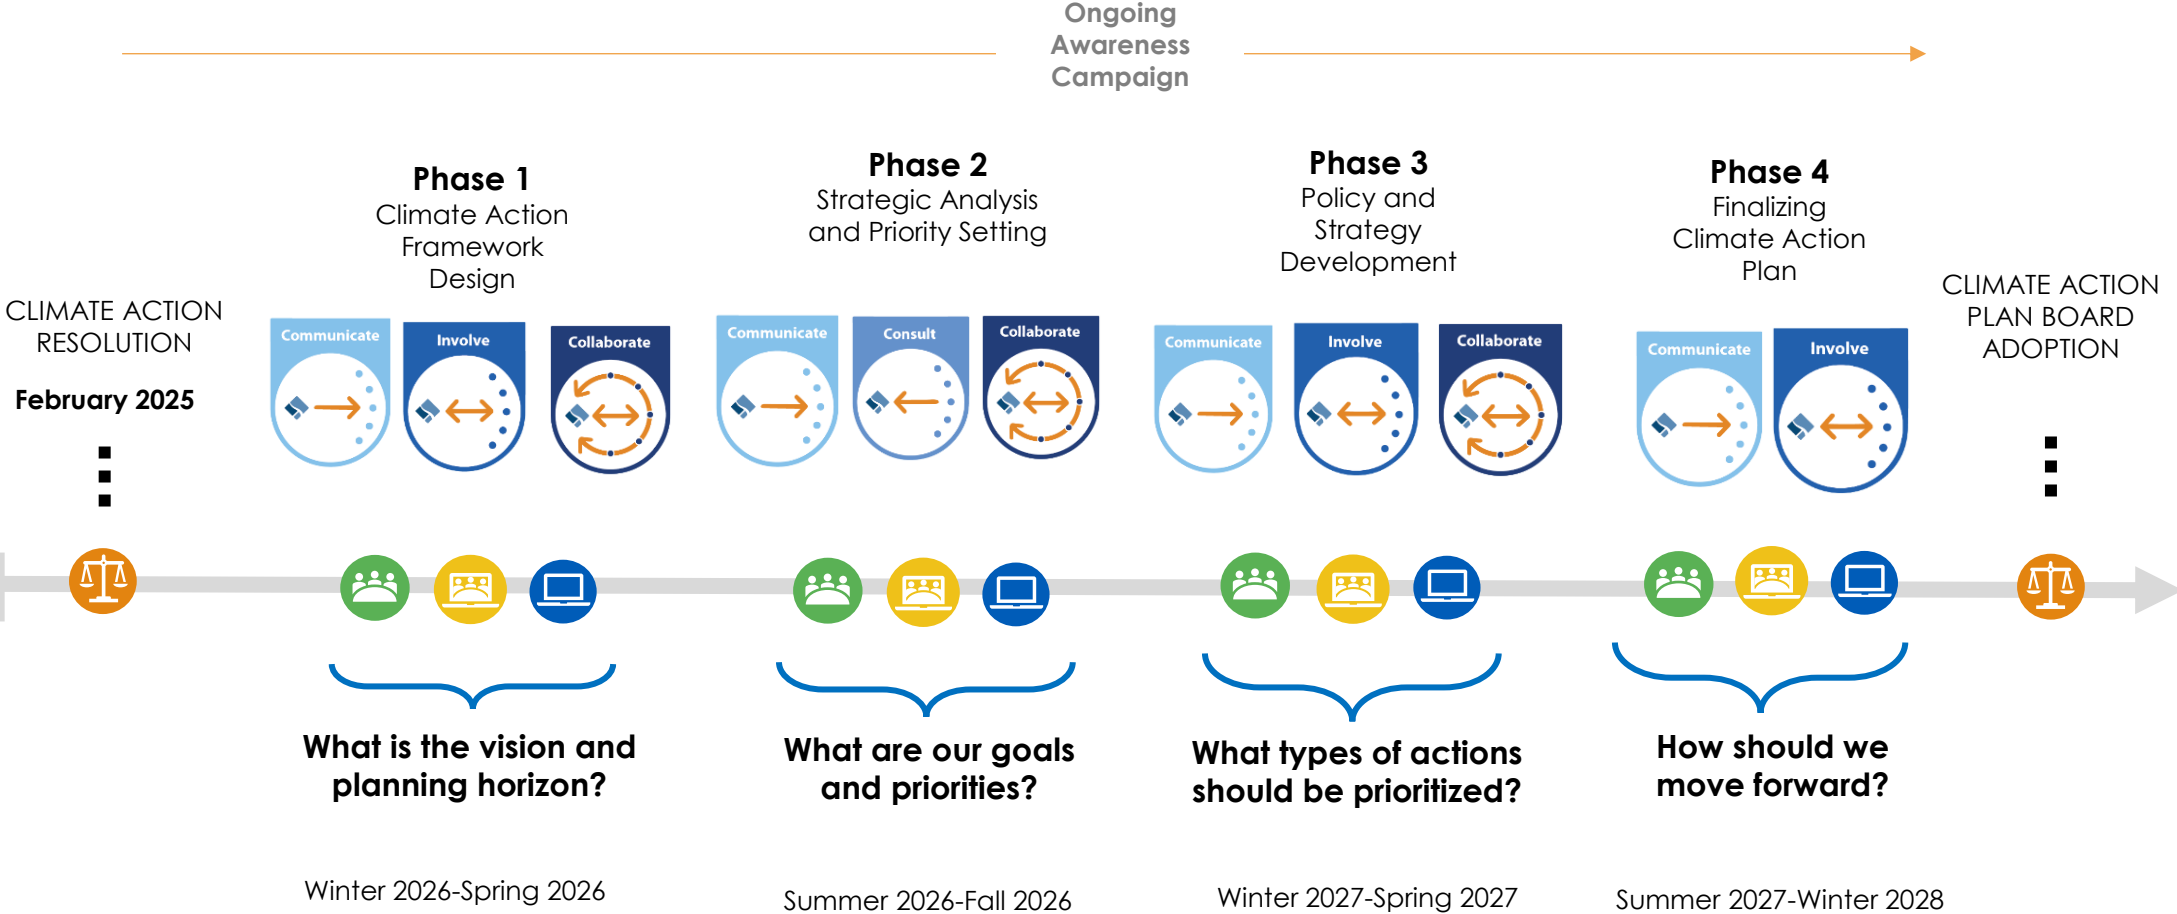 Ongoing
Awareness
Campaign
CLIMATE ACTION
RESOLUTION
February 2025
Phase 1
Climate Action
Framework
Design
Communicate
Involve
Collaborate
What is the vision and
planning horizon?
Winter 2026-Spring 2026
Phase 2
Strategic Analysis
and Priority Setting
Communicate
Consult
Collaborate
What are our goals
and priorities?
Summer 2026-Fall 2026
Phase 3
Policy and
Strategy
Development
Communicate
Involve
Collaborate
What types of actions
should be prioritized?
Winter 2027-Spring 2027
Phase 4
Finalizing
Climate Action
Plan
Communicate
Involve
How should we
move forward?
Summer 2027-Winter 2028
CLIMATE ACTION
PLAN BOARD
ADOPTION